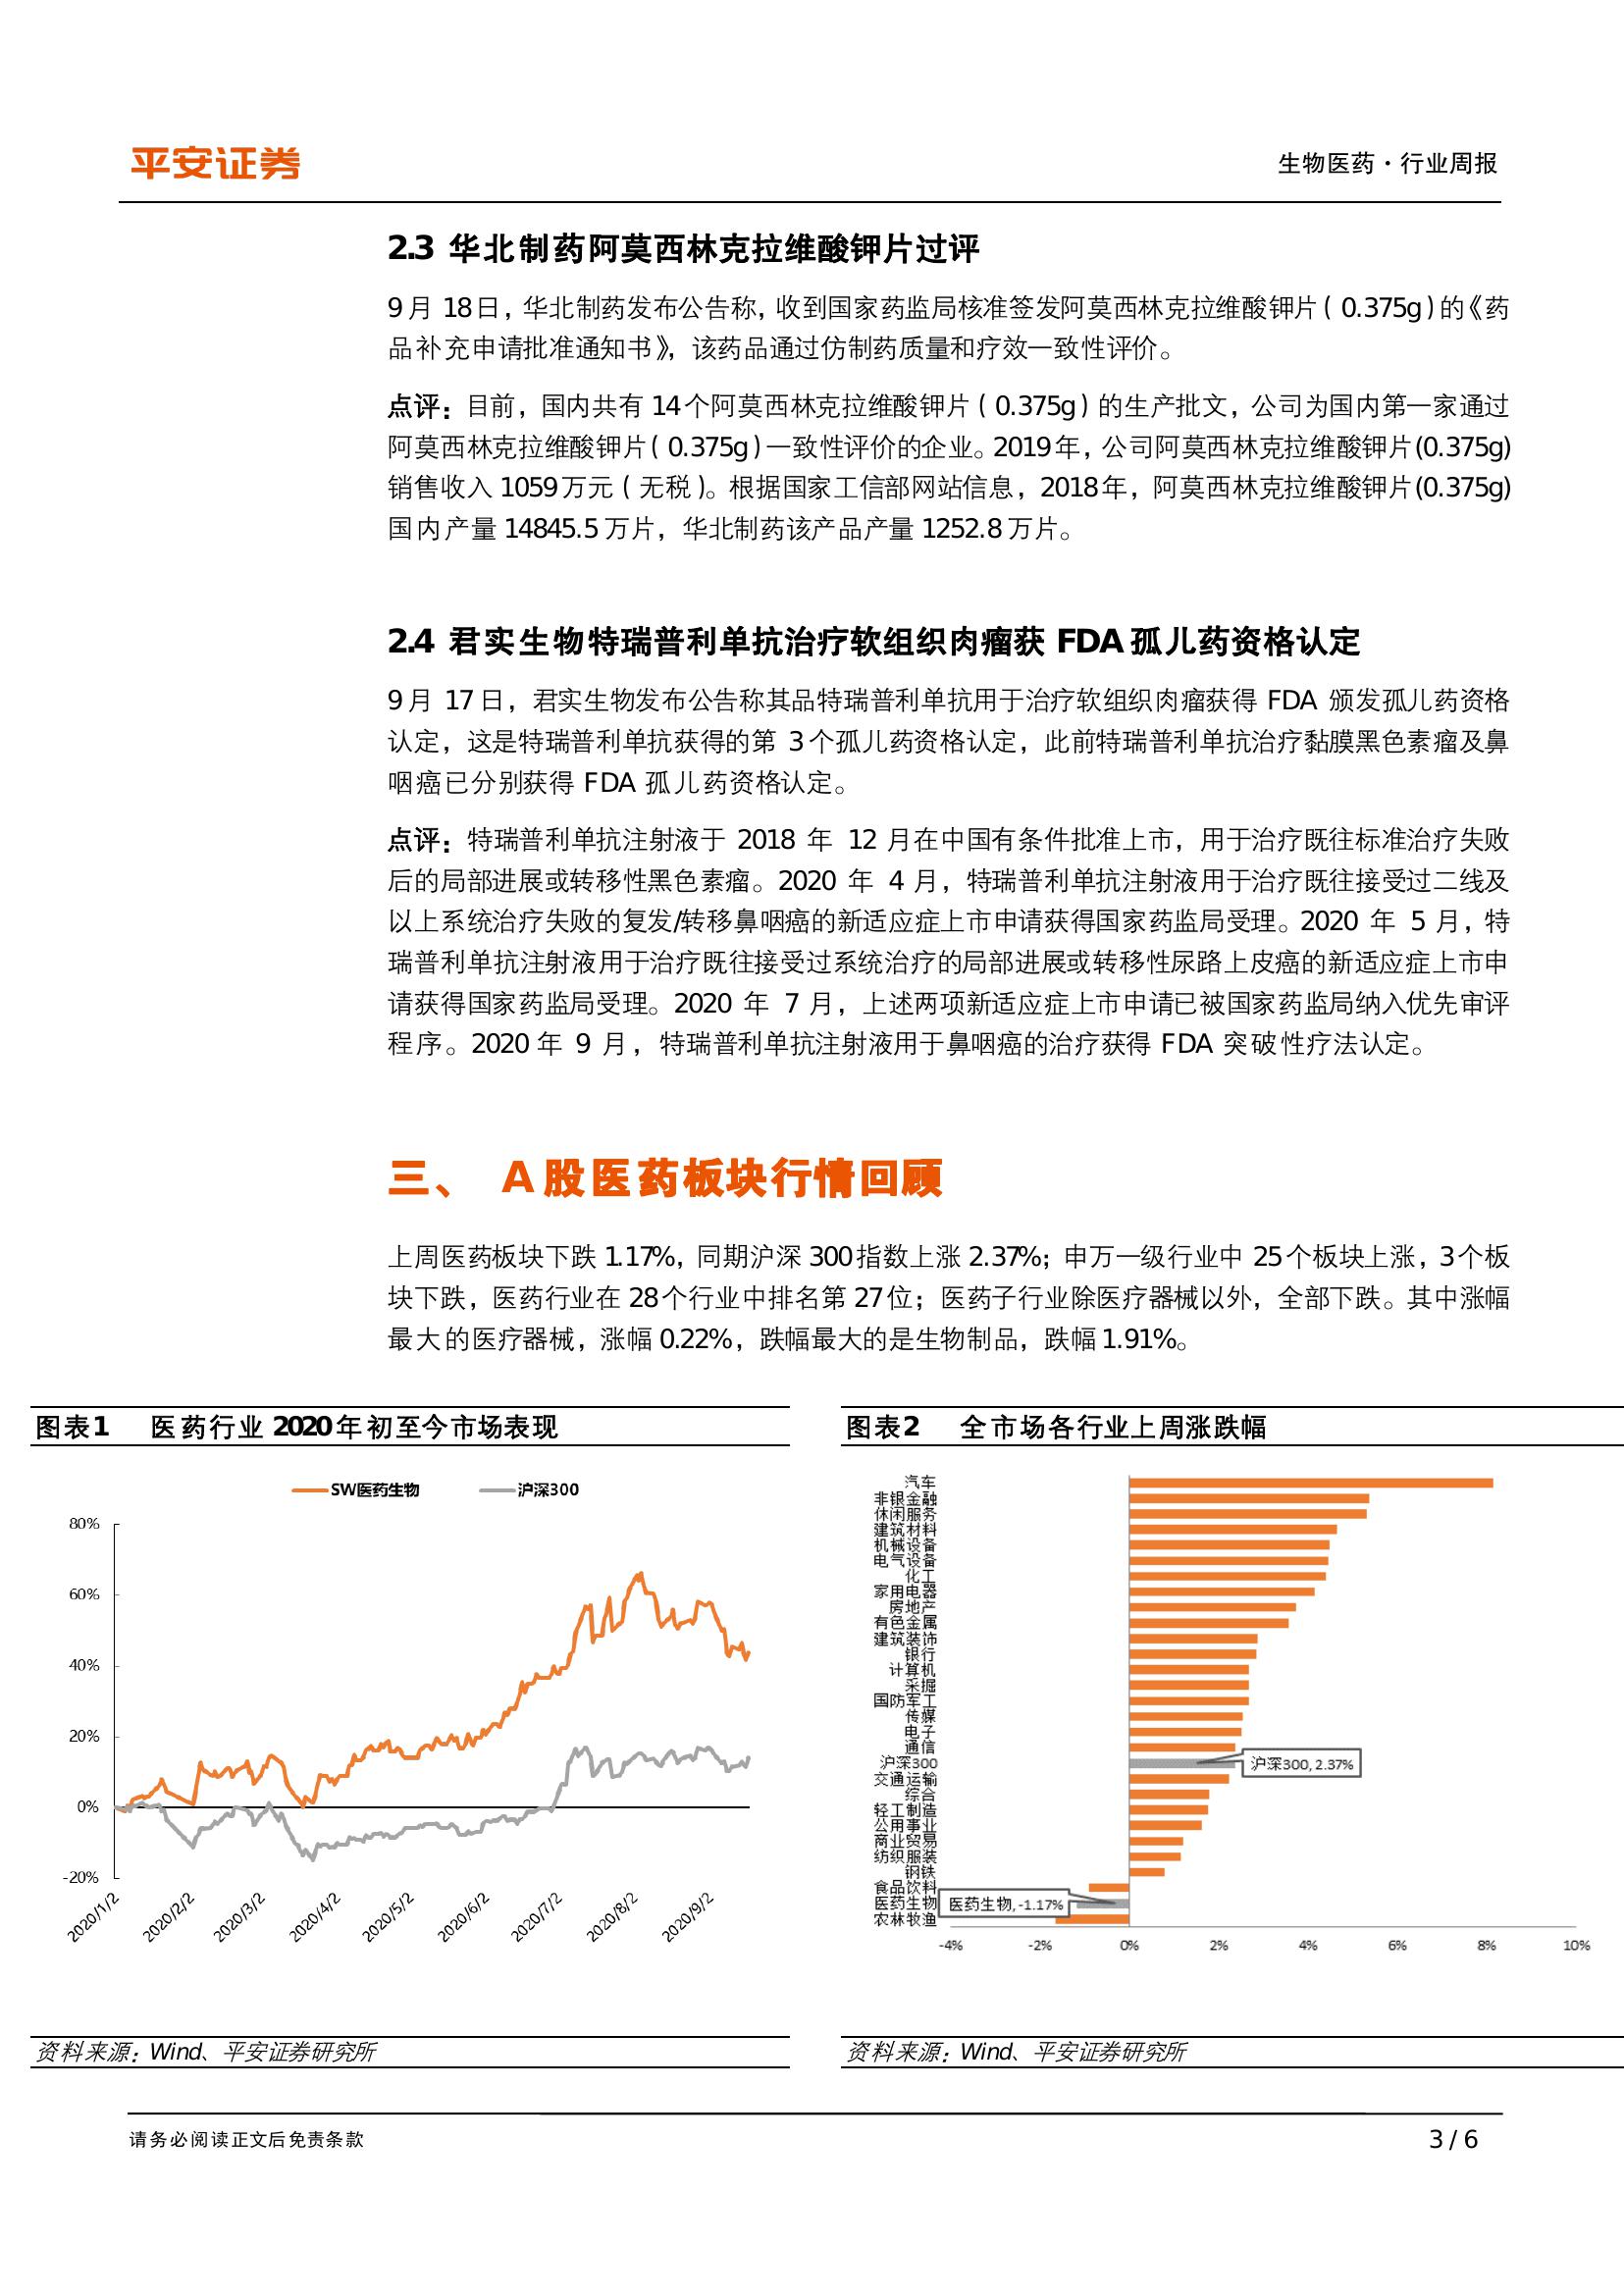 平安证券
生物医药·行业周报
2.3 华北制药阿莫西林克拉维酸钾片过评
9月 18日，华北制药发布公告称，收到国家药监局核准签发阿莫西林克拉维酸钾片（0.375g）的《药
品补充申请批准通知书》，该药品通过仿制药质量和疗效一致性评价。
点评：目前，国内共有 14个阿莫西林克拉维酸钾片（0.375g）的生产批文，公司为国内第一家通过
阿莫西林克拉维酸钾片（0.375g）一致性评价的企业。2019年，公司阿莫西林克拉维酸钾片(0.375g)
销售收入 1059万元（无税）。根据国家工信部网站信息，2018年，阿莫西林克拉维酸钾片(0.375g)
国内产量 14845.5 万片，华北制药该产品产量 1252.8 万片。
2.4 君实生物特瑞普利单抗治疗软组织肉瘤获 FDA 孤儿药资格认定
9月 17日，君实生物发布公告称其品特瑞普利单抗用于治疗软组织肉瘤获得 FDA 颁发孤儿药资格
认定，这是特瑞普利单抗获得的第 3个孤儿药资格认定，此前特瑞普利单抗治疗黏膜黑色素瘤及鼻
咽癌已分别获得 FDA 孤儿药资格认定。
点评：特瑞普利单抗注射液于 2018 年 12 月在中国有条件批准上市，用于治疗既往标准治疗失败
后的局部进展或转移性黑色素瘤。2020 年 4 月，特瑞普利单抗注射液用于治疗既往接受过二线及
以上系统治疗失败的复发/转移鼻咽癌的新适应症上市申请获得国家药监局受理。2020 年 5 月，特
瑞普利单抗注射液用于治疗既往接受过系统治疗的局部进展或转移性尿路上皮癌的新适应症上市申
请获得国家药监局受理。2020 年 7 月，上述两项新适应症上市申请已被国家药监局纳入优先审评
程序。2020 年 9 月，特瑞普利单抗注射液用于鼻咽癌的治疗获得 FDA 突破性疗法认定。
三、 A股医药板块行情回顾
上周医药板块下跌 1.17%，同期沪深 300指数上涨 2.37%；申万一级行业中 25个板块上涨，3个板
块下跌，医药行业在 28个行业中排名第 27位；医药子行业除医疗器械以外，全部下跌。其中涨幅
最大的医疗器械，涨幅 0.22%，跌幅最大的是生物制品，跌幅 1.91%。
图表1 医药行业 2020年初至今市场表现
SW医药生物 沪深300
80%
60%
40%
20%
0%
-20%
2020/1/2 2020/2/2 2020/3/2 2020/4/2 2020/5/2 2020/6/2 2020/7/2 2020/8/2 2020/9/2
资料来源：Wind、平安证券研究所
图表2 全市场各行业上周涨跌幅
汽车
非银金融
休闲服务
建筑材料
机械设备
电气设备
化工
家用电器
房地产
有色金属
建筑装饰
银行
计算机
采掘
国防军工
传媒
电子
通信
沪深300
沪深300, 2.37%
交通运输
综合
轻工制造
公用事业
商业贸易
纺织服装
钢铁
食品饮料
医药生物
医药生物, -1.17%
农林牧渔
-4% -2% 0% 2% 4% 6% 8% 10%
资料来源：Wind、平安证券研究所
请务必阅读正文后免责条款
3 / 6